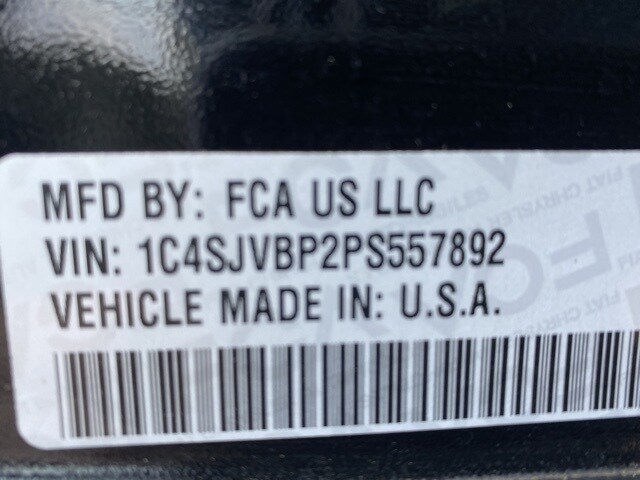 MFD BY: FCA US LLC
VIN: 1C4SJVBP2PS557892
VEHICLE MADE IN: U.S.A.